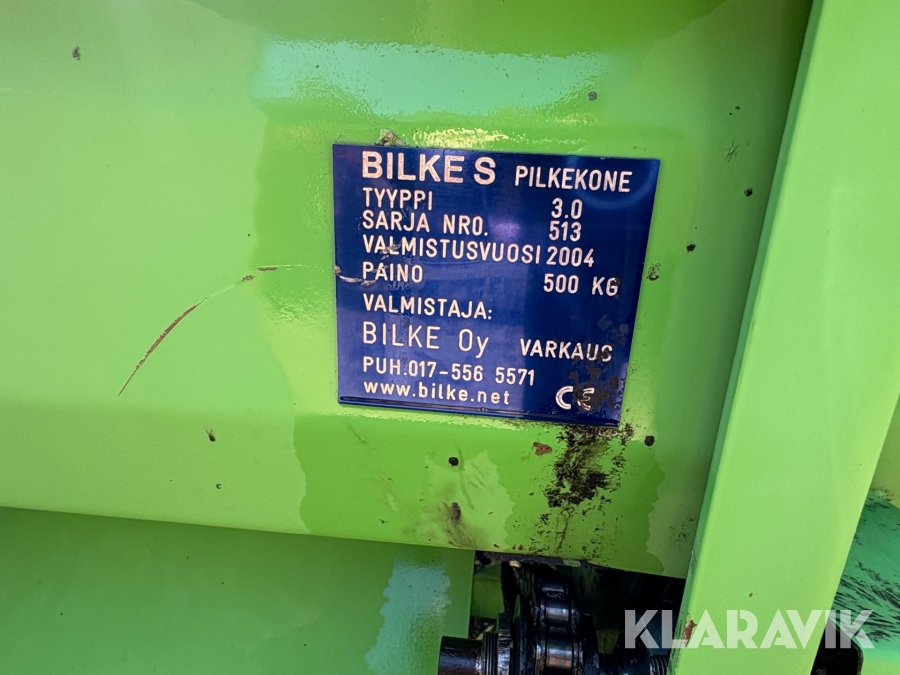 BILKE S PILKEKONE
TYYPPI 3.0
SARJA NRO. 513
VALMISTUSVUOSI 2004
PAINO 500 KG
VALMISTAJA:
BILKE Oy VARKAUS
PUH.017-556 5571
www.bilke.net CE
KLARAVIK